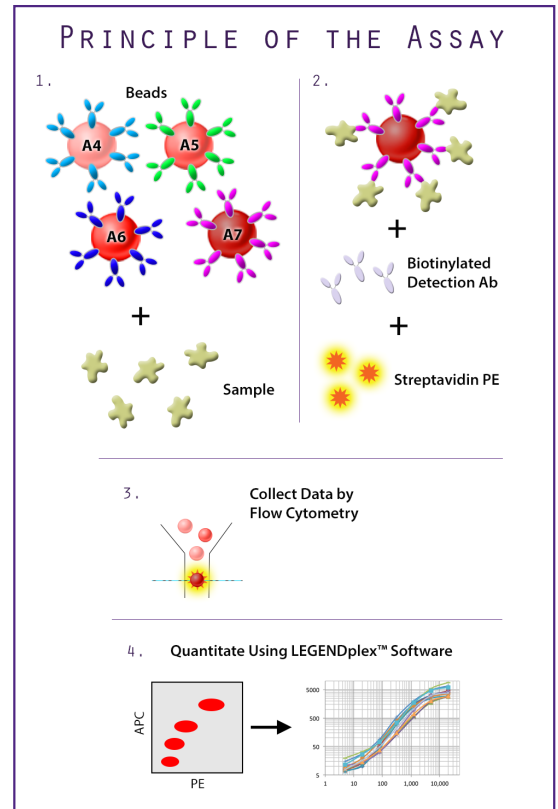 PRINCIPLE OF THE ASSAY
1.
Beads
A4
A5
A6
A7
+
Sample
2.
+
Biotinylated
Detection Ab
+
Streptavidin PE
3.
Collect Data by
Flow Cytometry
4.
Quantitate Using LEGENDplex™ Software
APC
PE
5000
500
50
5
1
10
100
1,000
10,000